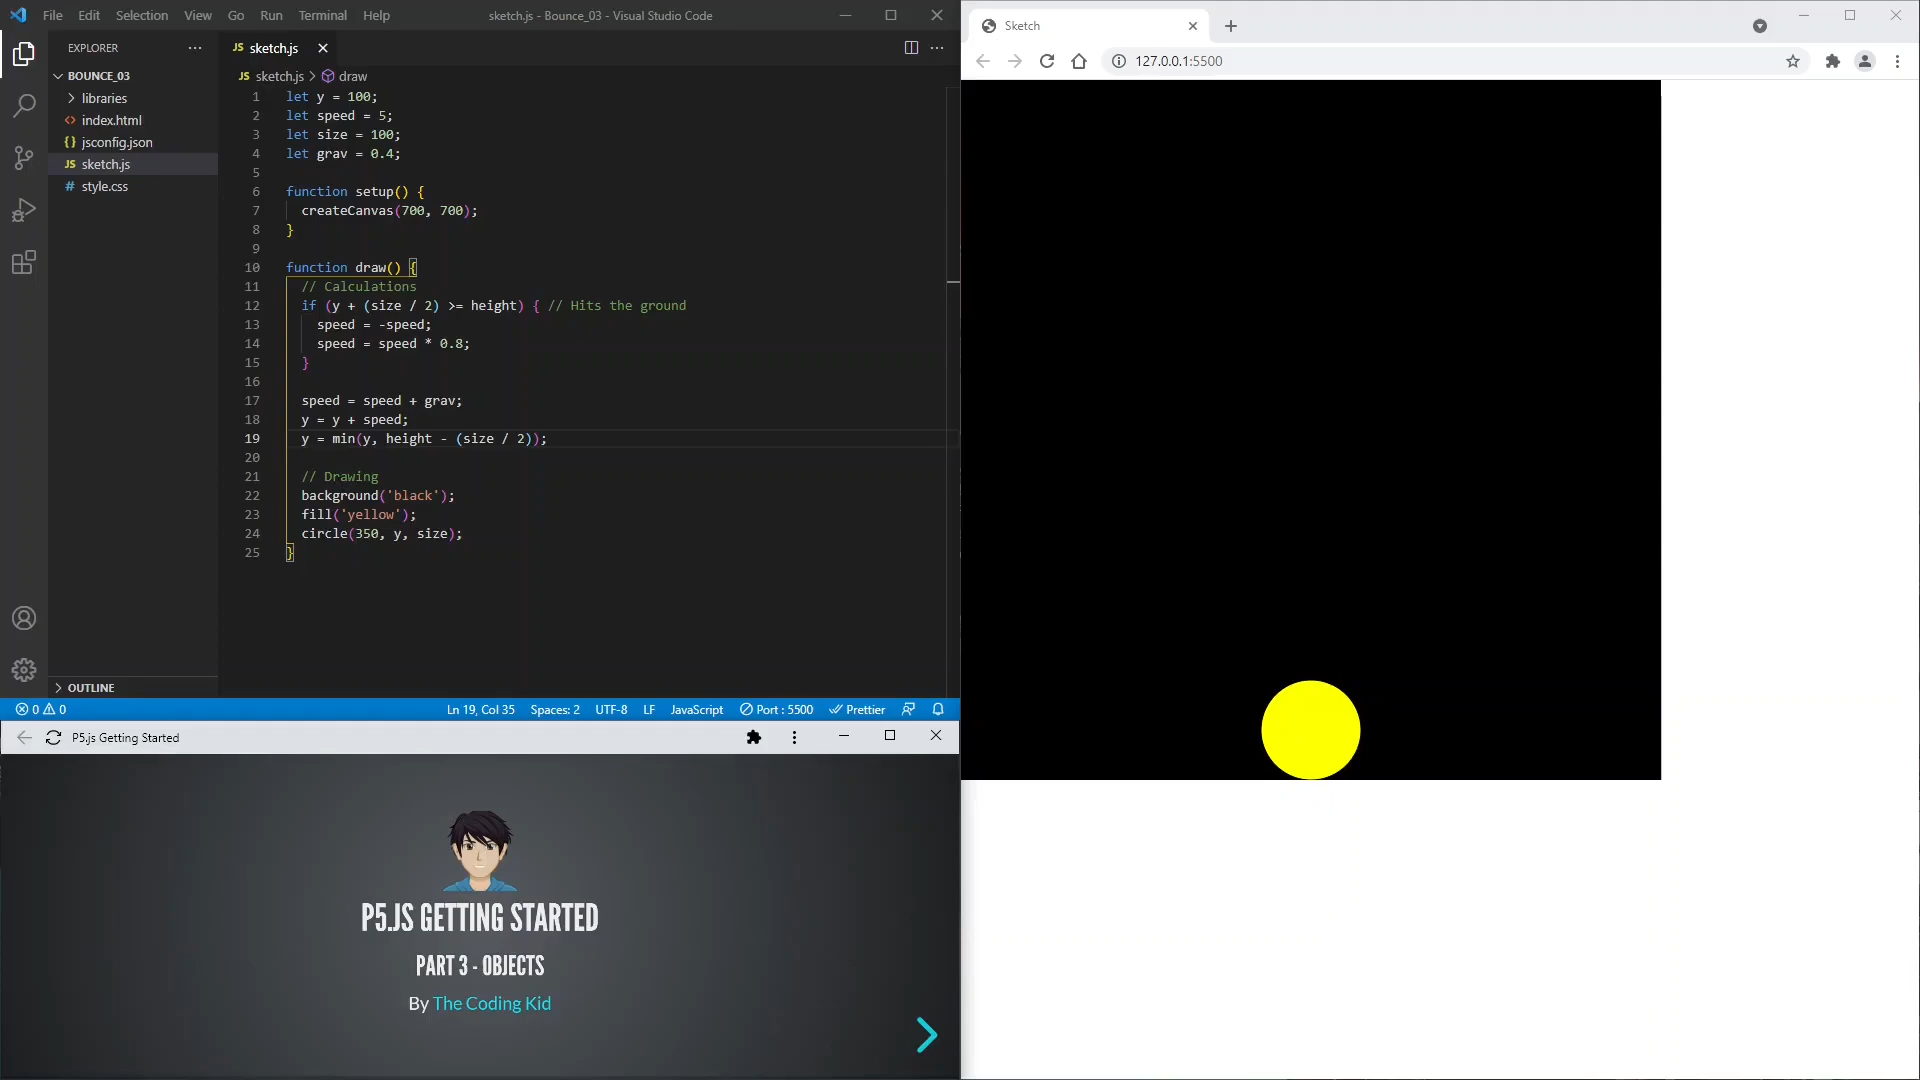 File Edit Selection View Go Run Terminal Help
sketch.js - Bounce_03 - Visual Studio Code
EXPLORER
BOUNCE_03
libraries
index.html
jsconfig.json
sketch.js
style.css
OUTLINE
JS sketch.js
JS sketch.js > draw
1 let y = 100;
2 let speed = 5;
3 let size = 100;
4 let grav = 0.4;
5
6 function setup() {
7 createCanvas(700, 700);
8 }
9
10 function draw() {
11 // Calculations
12 if (y + (size / 2) >= height) { // Hits the ground
13 speed = -speed;
14 speed = speed * 0.8;
15 }
16
17 speed = speed + grav;
18 y = y + speed;
19 y = min(y, height - (size / 2));
20
21 // Drawing
22 background('black');
23 fill('yellow');
24 circle(350, y, size);
25 }
0 0 Ln 19, Col 35 Spaces: 2 UTF-8 LF JavaScript Port : 5500 Prettier
P5.js Getting Started
P5.JS GETTING STARTED
PART 3 - OBJECTS
By The Coding Kid
Sketch
127.0.0.1:5500